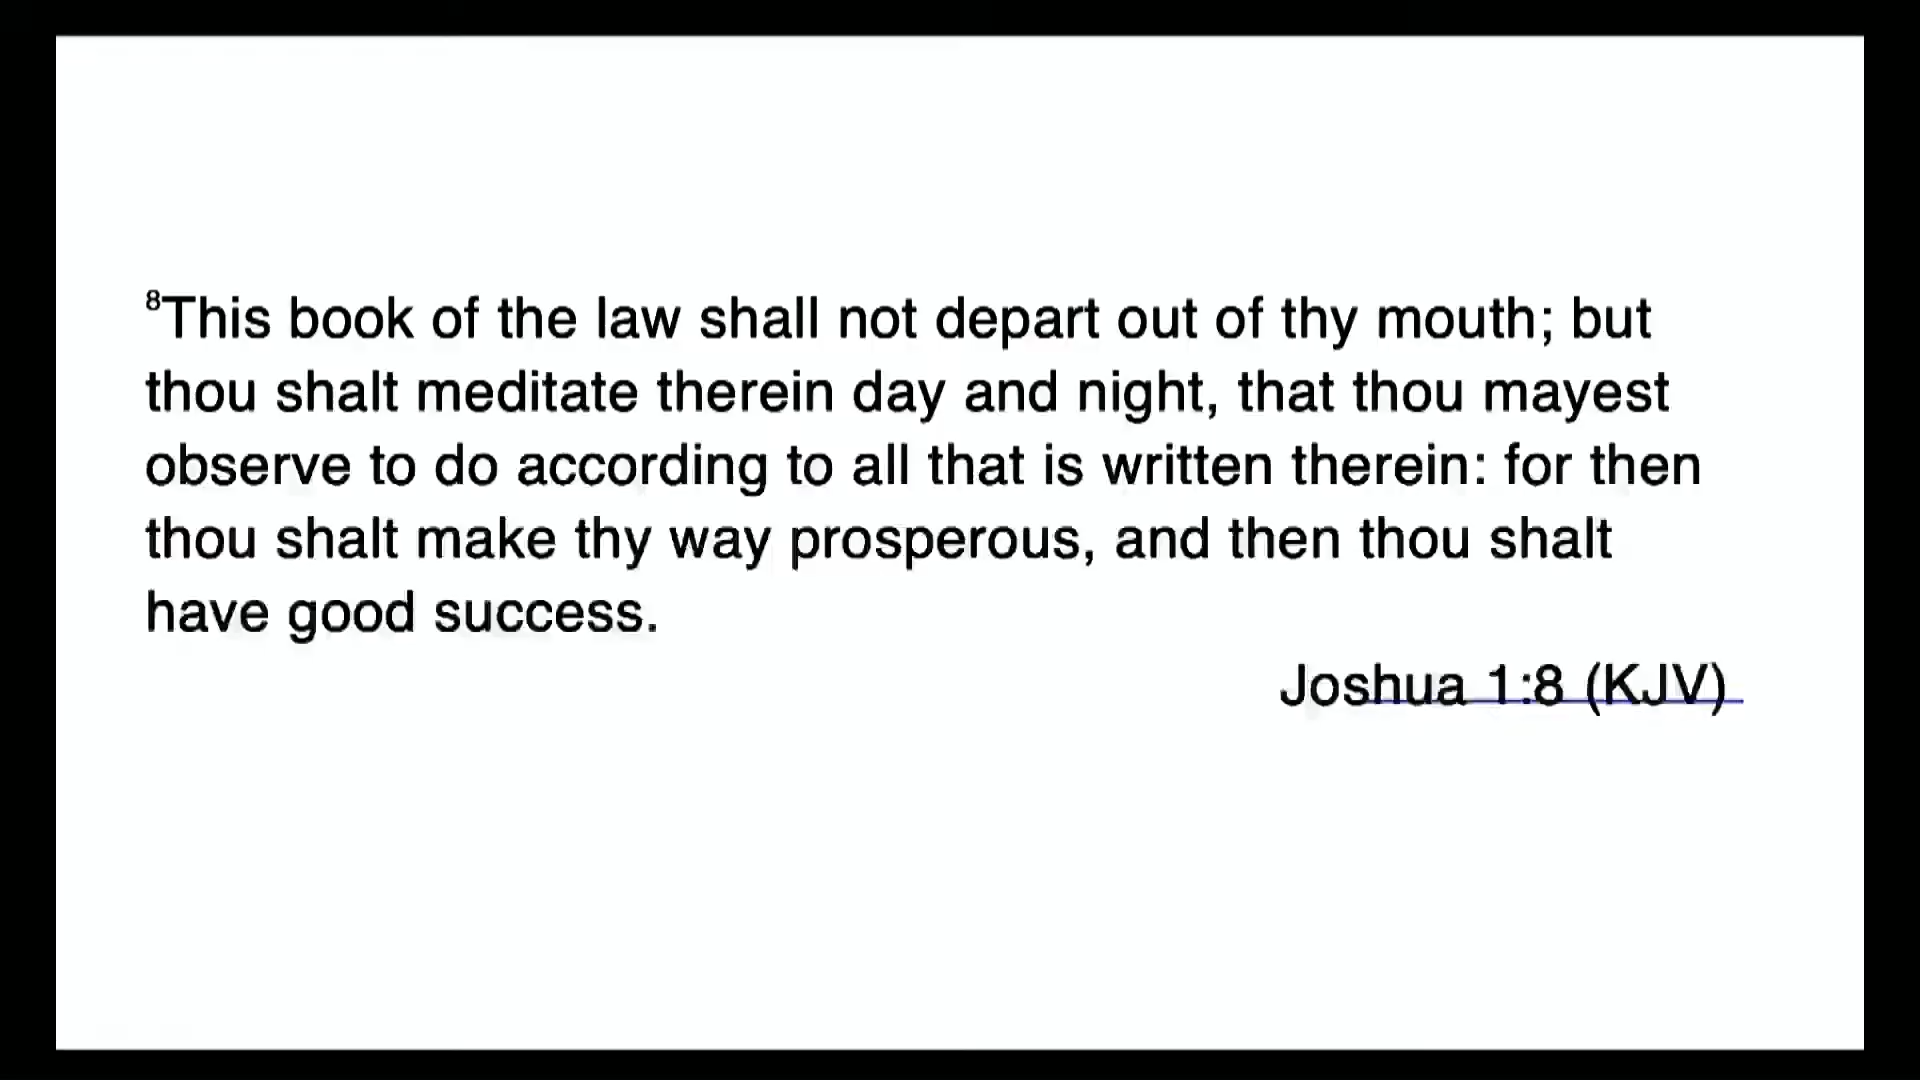 ⁸This book of the law shall not depart out of thy mouth; but
thou shalt meditate therein day and night, that thou mayest
observe to do according to all that is written therein: for then
thou shalt make thy way prosperous, and then thou shalt
have good success.
Joshua 1:8 (KJV)